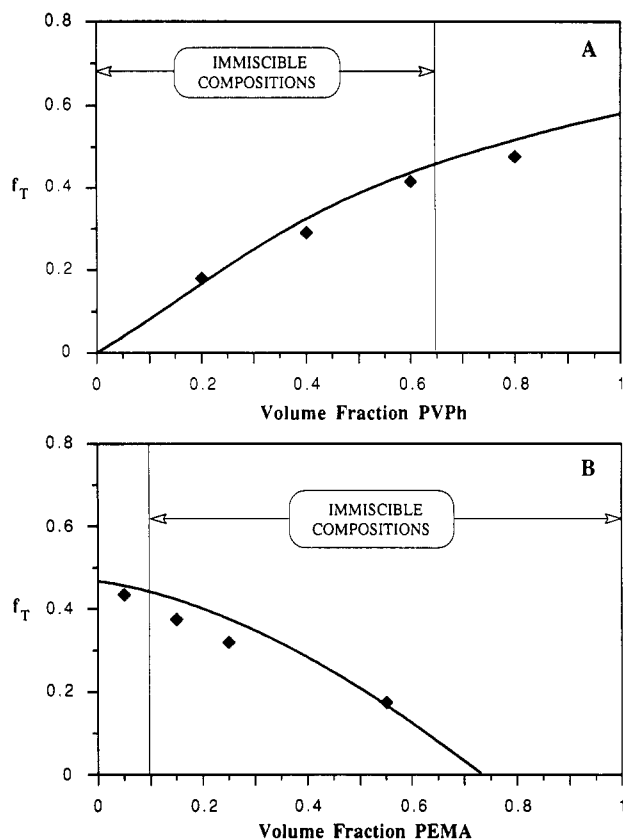 0.8
IMMISCIBLE
COMPOSITIONS
A
0.6
f_T
0.4
0.2
0
0 0.2 0.4 0.6 0.8 1
Volume Fraction PVPh
0.8
B
IMMISCIBLE
COMPOSITIONS
0.6
f_T
0.4
0.2
0
0 0.2 0.4 0.6 0.8 1
Volume Fraction PEMA